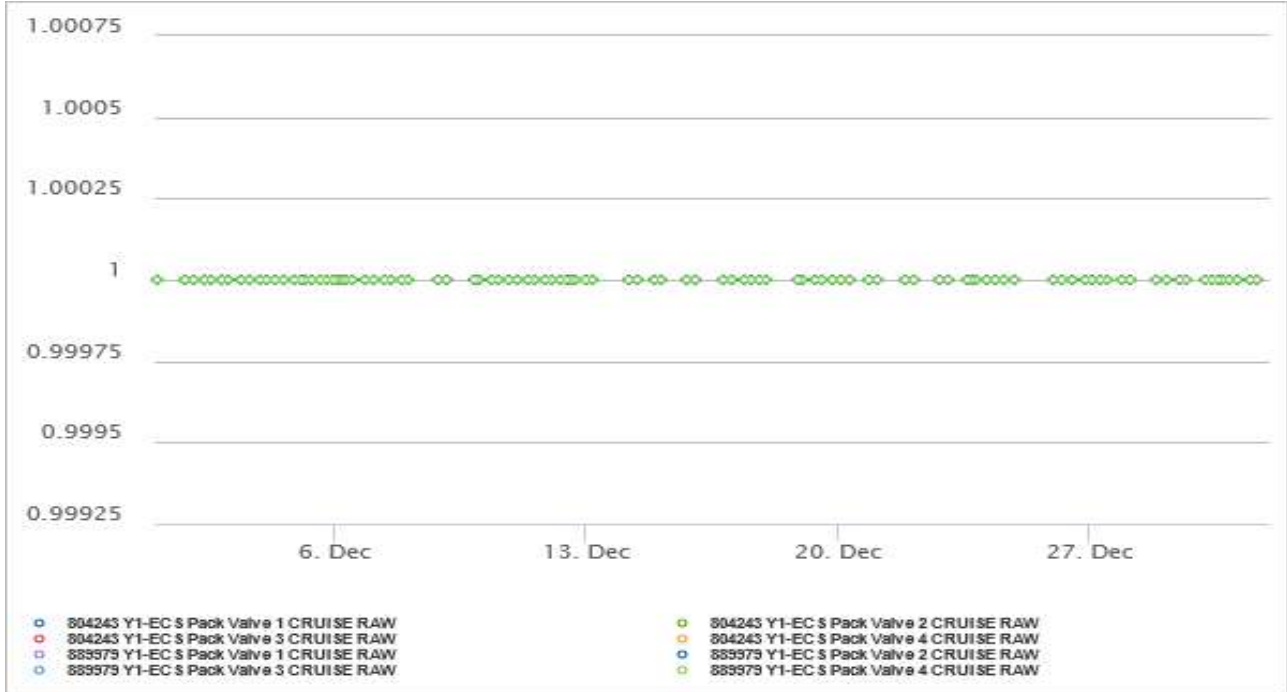 1.00075
1.0005
1.00025
1
0.99975
0.9995
0.99925
6. Dec 13. Dec 20. Dec 27. Dec
804243 Y1-ECS Pack Valve 1 CRUISE RAW 804243 Y1-ECS Pack Valve 2 CRUISE RAW
804243 Y1-ECS Pack Valve 3 CRUISE RAW 804243 Y1-ECS Pack Valve 4 CRUISE RAW
889979 Y1-ECS Pack Valve 1 CRUISE RAW 889979 Y1-ECS Pack Valve 2 CRUISE RAW
889979 Y1-ECS Pack Valve 3 CRUISE RAW 889979 Y1-ECS Pack Valve 4 CRUISE RAW